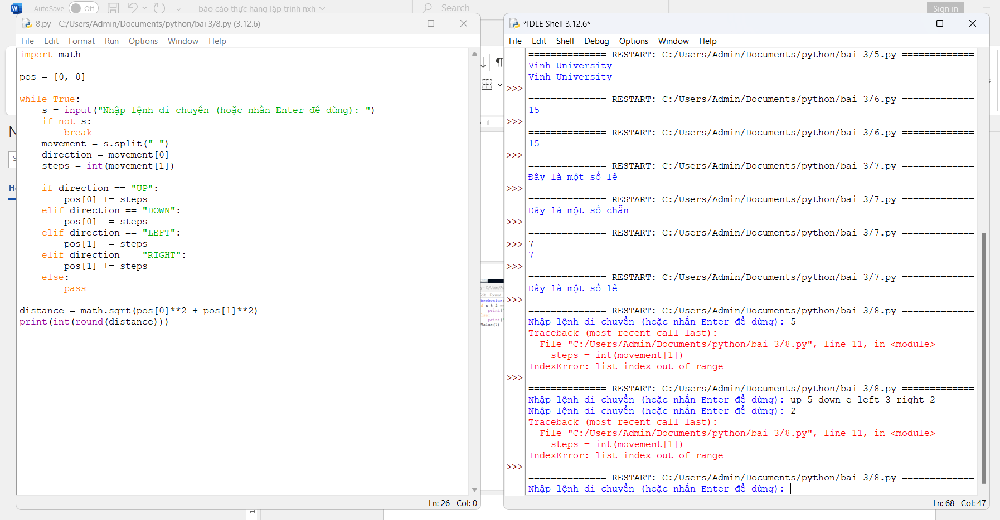 AutoSave Off báo cáo thực hàng lập trình nxh Search Sign in
8.py - C:/Users/Admin/Documents/python/bai 3/8.py (3.12.6)
File Edit Format Run Options Window Help
import math
pos = [0, 0]
while True:
    s = input("Nhập lệnh di chuyển (hoặc nhấn Enter để dừng): ")
    if not s:
        break
    movement = s.split(" ")
    direction = movement[0]
    steps = int(movement[1])
    if direction == "UP":
        pos[0] += steps
    elif direction == "DOWN":
        pos[0] -= steps
    elif direction == "LEFT":
        pos[1] -= steps
    elif direction == "RIGHT":
        pos[1] += steps
    else:
        pass
distance = math.sqrt(pos[0]**2 + pos[1]**2)
print(int(round(distance)))
Ln: 26 Col: 0
*IDLE Shell 3.12.6*
File Edit Shell Debug Options Window Help
============== RESTART: C:/Users/Admin/Documents/python/bai 3/5.py =============
Vinh University
Vinh University
>>>
============== RESTART: C:/Users/Admin/Documents/python/bai 3/6.py =============
15
>>>
============== RESTART: C:/Users/Admin/Documents/python/bai 3/6.py =============
15
>>>
============== RESTART: C:/Users/Admin/Documents/python/bai 3/7.py =============
Đây là một số lẻ
>>>
============== RESTART: C:/Users/Admin/Documents/python/bai 3/7.py =============
Đây là một số chẵn
>>>
============== RESTART: C:/Users/Admin/Documents/python/bai 3/7.py =============
>>> 7
7
>>>
============== RESTART: C:/Users/Admin/Documents/python/bai 3/7.py =============
Đây là một số lẻ
>>>
============== RESTART: C:/Users/Admin/Documents/python/bai 3/8.py =============
Nhập lệnh di chuyển (hoặc nhấn Enter để dừng): 5
Traceback (most recent call last):
  File "C:/Users/Admin/Documents/python/bai 3/8.py", line 11, in <module>
    steps = int(movement[1])
IndexError: list index out of range
>>>
============== RESTART: C:/Users/Admin/Documents/python/bai 3/8.py =============
Nhập lệnh di chuyển (hoặc nhấn Enter để dừng): up 5 down e left 3 right 2
Nhập lệnh di chuyển (hoặc nhấn Enter để dừng): 2
Traceback (most recent call last):
  File "C:/Users/Admin/Documents/python/bai 3/8.py", line 11, in <module>
    steps = int(movement[1])
IndexError: list index out of range
>>>
============== RESTART: C:/Users/Admin/Documents/python/bai 3/8.py =============
Nhập lệnh di chuyển (hoặc nhấn Enter để dừng):
Ln: 68 Col: 47